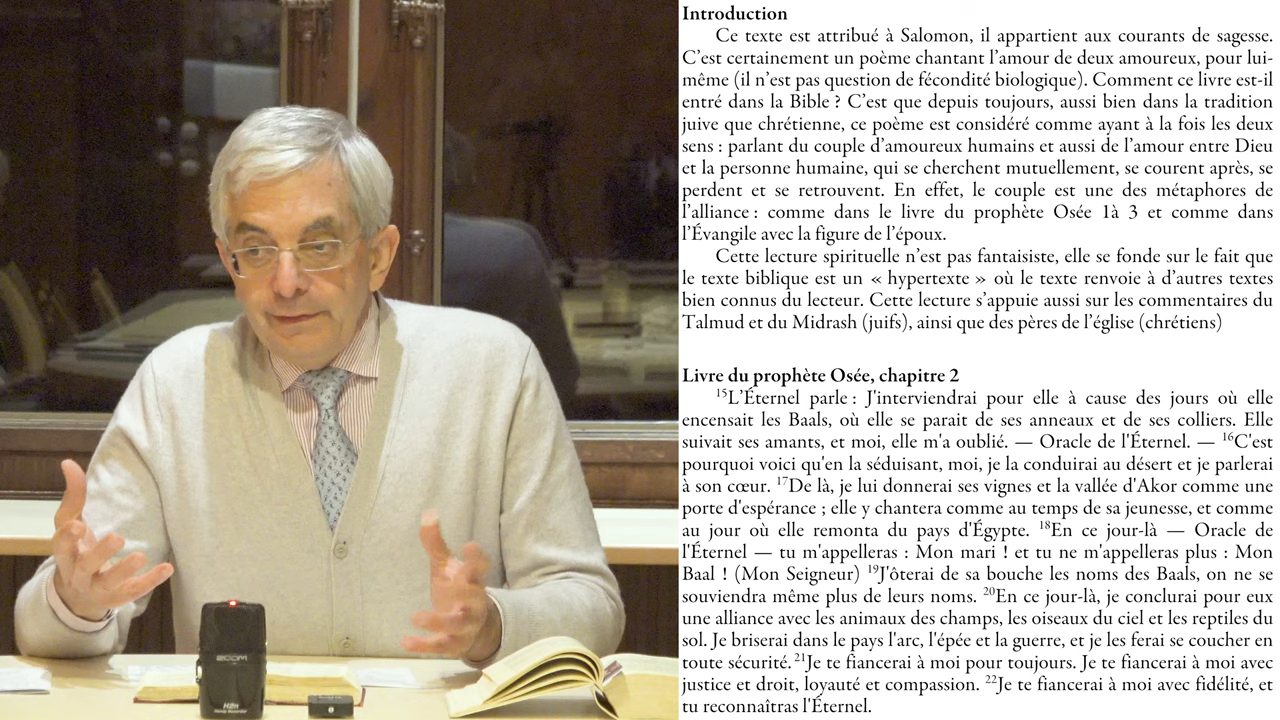 Introduction
Ce texte est attribué à Salomon, il appartient aux courants de sagesse.
C’est certainement un poème chantant l’amour de deux amoureux, pour lui-
même (il n’est pas question de fécondité biologique). Comment ce livre est-il
entré dans la Bible ? C’est que depuis toujours, aussi bien dans la tradition
juive que chrétienne, ce poème est considéré comme ayant à la fois les deux
sens : parlant du couple d’amoureux humains et aussi de l’amour entre Dieu
et la personne humaine, qui se cherchent mutuellement, se courent après, se
perdent et se retrouvent. En effet, le couple est une des métaphores de
l’alliance : comme dans le livre du prophète Osée 1à 3 et comme dans
l’Évangile avec la figure de l’époux.
Cette lecture spirituelle n’est pas fantaisiste, elle se fonde sur le fait que
le texte biblique est un « hypertexte » où le texte renvoie à d’autres textes
bien connus du lecteur. Cette lecture s’appuie aussi sur les commentaires du
Talmud et du Midrash (juifs), ainsi que des pères de l’église (chrétiens)
Livre du prophète Osée, chapitre 2
15L’Éternel parle : J'interviendrai pour elle à cause des jours où elle
encensait les Baals, où elle se parait de ses anneaux et de ses colliers. Elle
suivait ses amants, et moi, elle m'a oublié. — Oracle de l'Éternel. — 16C'est
pourquoi voici qu'en la séduisant, moi, je la conduirai au désert et je parlerai
à son cœur. 17De là, je lui donnerai ses vignes et la vallée d'Akor comme une
porte d'espérance ; elle y chantera comme au temps de sa jeunesse, et comme
au jour où elle remonta du pays d'Égypte. 18En ce jour-là — Oracle de
l'Éternel — tu m'appelleras : Mon mari ! et tu ne m'appelleras plus : Mon
Baal ! (Mon Seigneur) 19J'ôterai de sa bouche les noms des Baals, on ne se
souviendra même plus de leurs noms. 20En ce jour-là, je conclurai pour eux
une alliance avec les animaux des champs, les oiseaux du ciel et les reptiles du
sol. Je briserai dans le pays l'arc, l'épée et la guerre, et je les ferai se coucher en
toute sécurité. 21Je te fiancerai à moi pour toujours. Je te fiancerai à moi avec
justice et droit, loyauté et compassion. 22Je te fiancerai à moi avec fidélité, et
tu reconnaîtras l'Éternel.
ZOOM
H2n
Handy Recorder